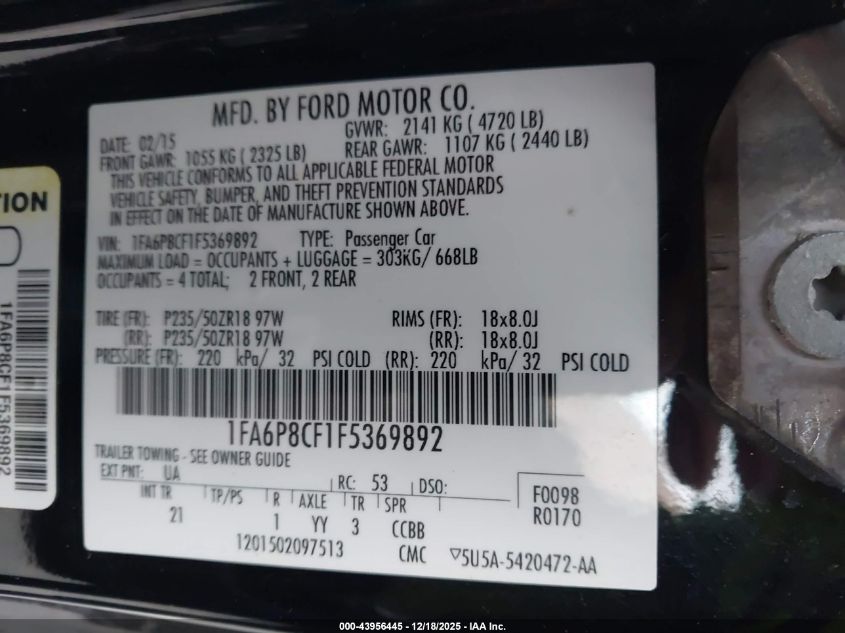 MFD. BY FORD MOTOR CO.
DATE: 02/15 GVWR: 2141 KG ( 4720 LB)
FRONT GAWR: 1055 KG ( 2325 LB) REAR GAWR: 1107 KG ( 2440 LB)
THIS VEHICLE CONFORMS TO ALL APPLICABLE FEDERAL MOTOR
VEHICLE SAFETY, BUMPER, AND THEFT PREVENTION STANDARDS
IN EFFECT ON THE DATE OF MANUFACTURE SHOWN ABOVE.
VIN: 1FA6P8CF1F5369892 TYPE: Passenger Car
MAXIMUM LOAD = OCCUPANTS + LUGGAGE = 303KG/ 668LB
OCCUPANTS = 4 TOTAL; 2 FRONT, 2 REAR
TIRE (FR): P235/50ZR18 97W RIMS (FR): 18x8.0J
(RR): P235/50ZR18 97W (RR): 18x8.0J
PRESSURE (FR): 220 kPa/ 32 PSI COLD (RR): 220 kPa/ 32 PSI COLD
1FA6P8CF1F5369892
TRAILER TOWING - SEE OWNER GUIDE
EXT PNT: UA RC: 53 DSO:
INT TR TP/PS R AXLE TR SPR F0098
21 1 YY 3 CCBB R0170
1201502097513 CMC ▽5U5A-5420472-AA
TION
1FA6P8CF1F5369892
000-43956445 - 12/18/2025 - IAA Inc.